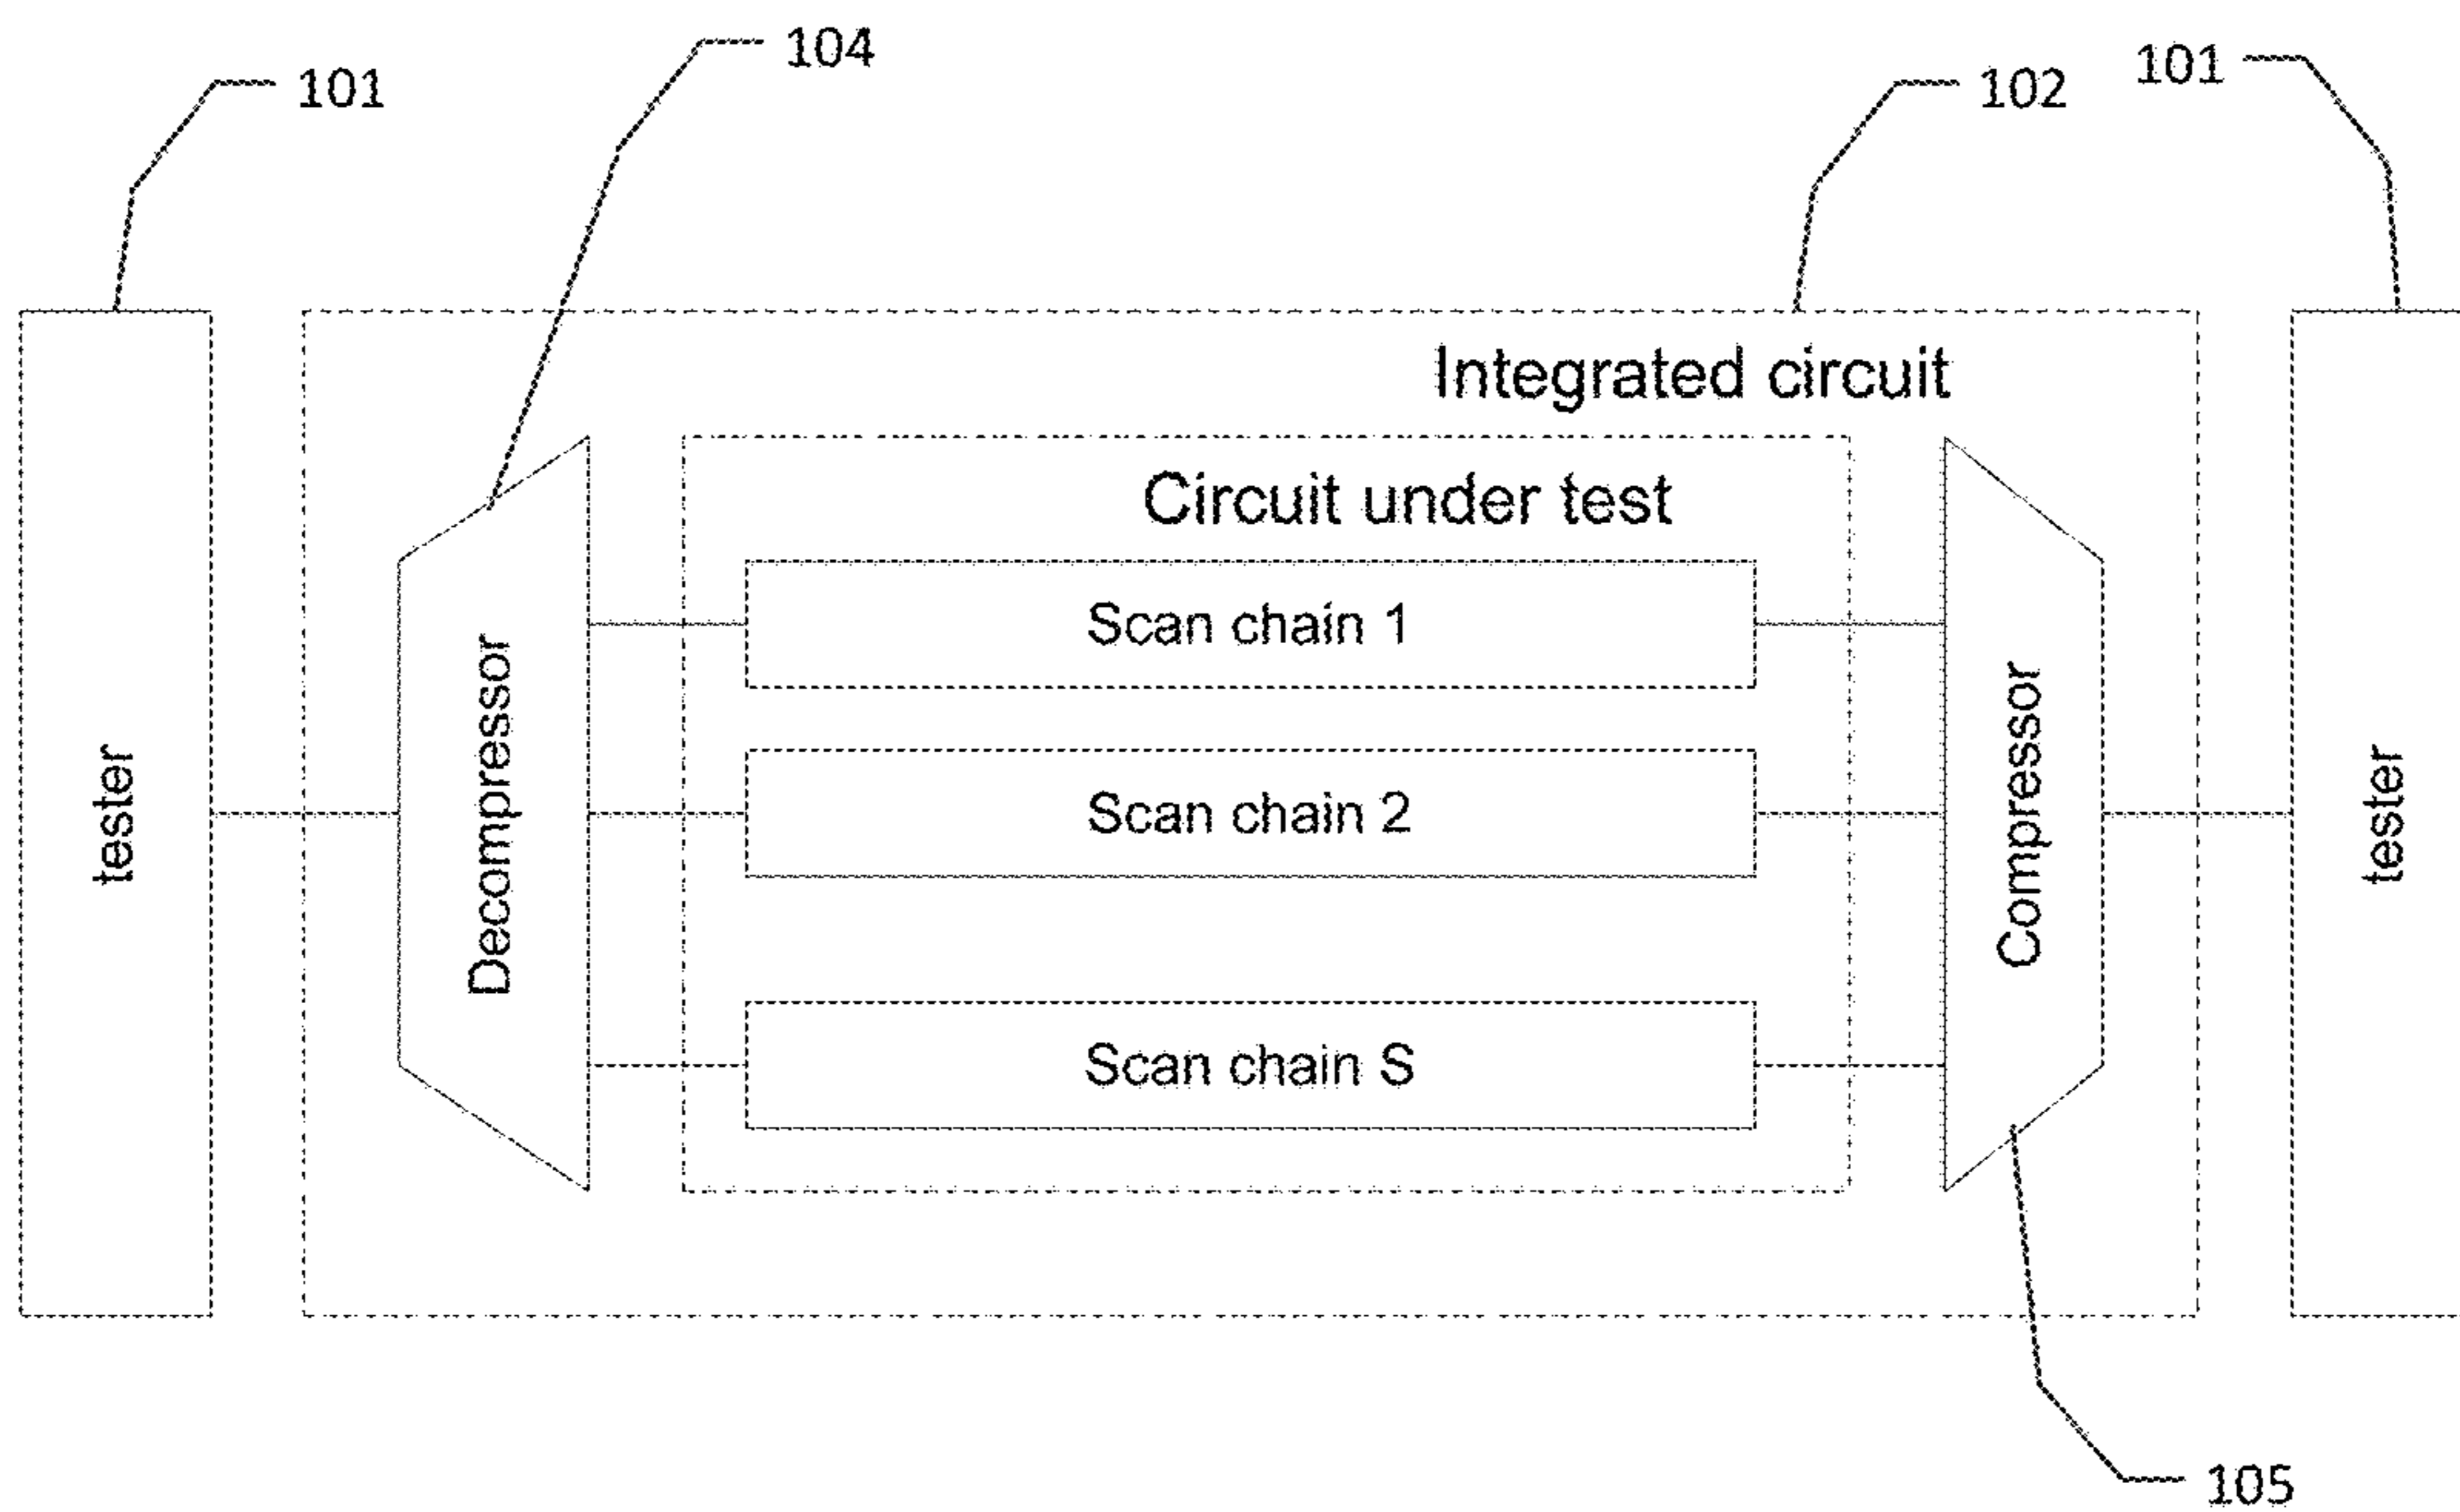 104
101
102
101
Integrated circuit
Circuit under test
Scan chain 1
Scan chain 2
Scan chain S
tester
Decompressor
Compressor
tester
105